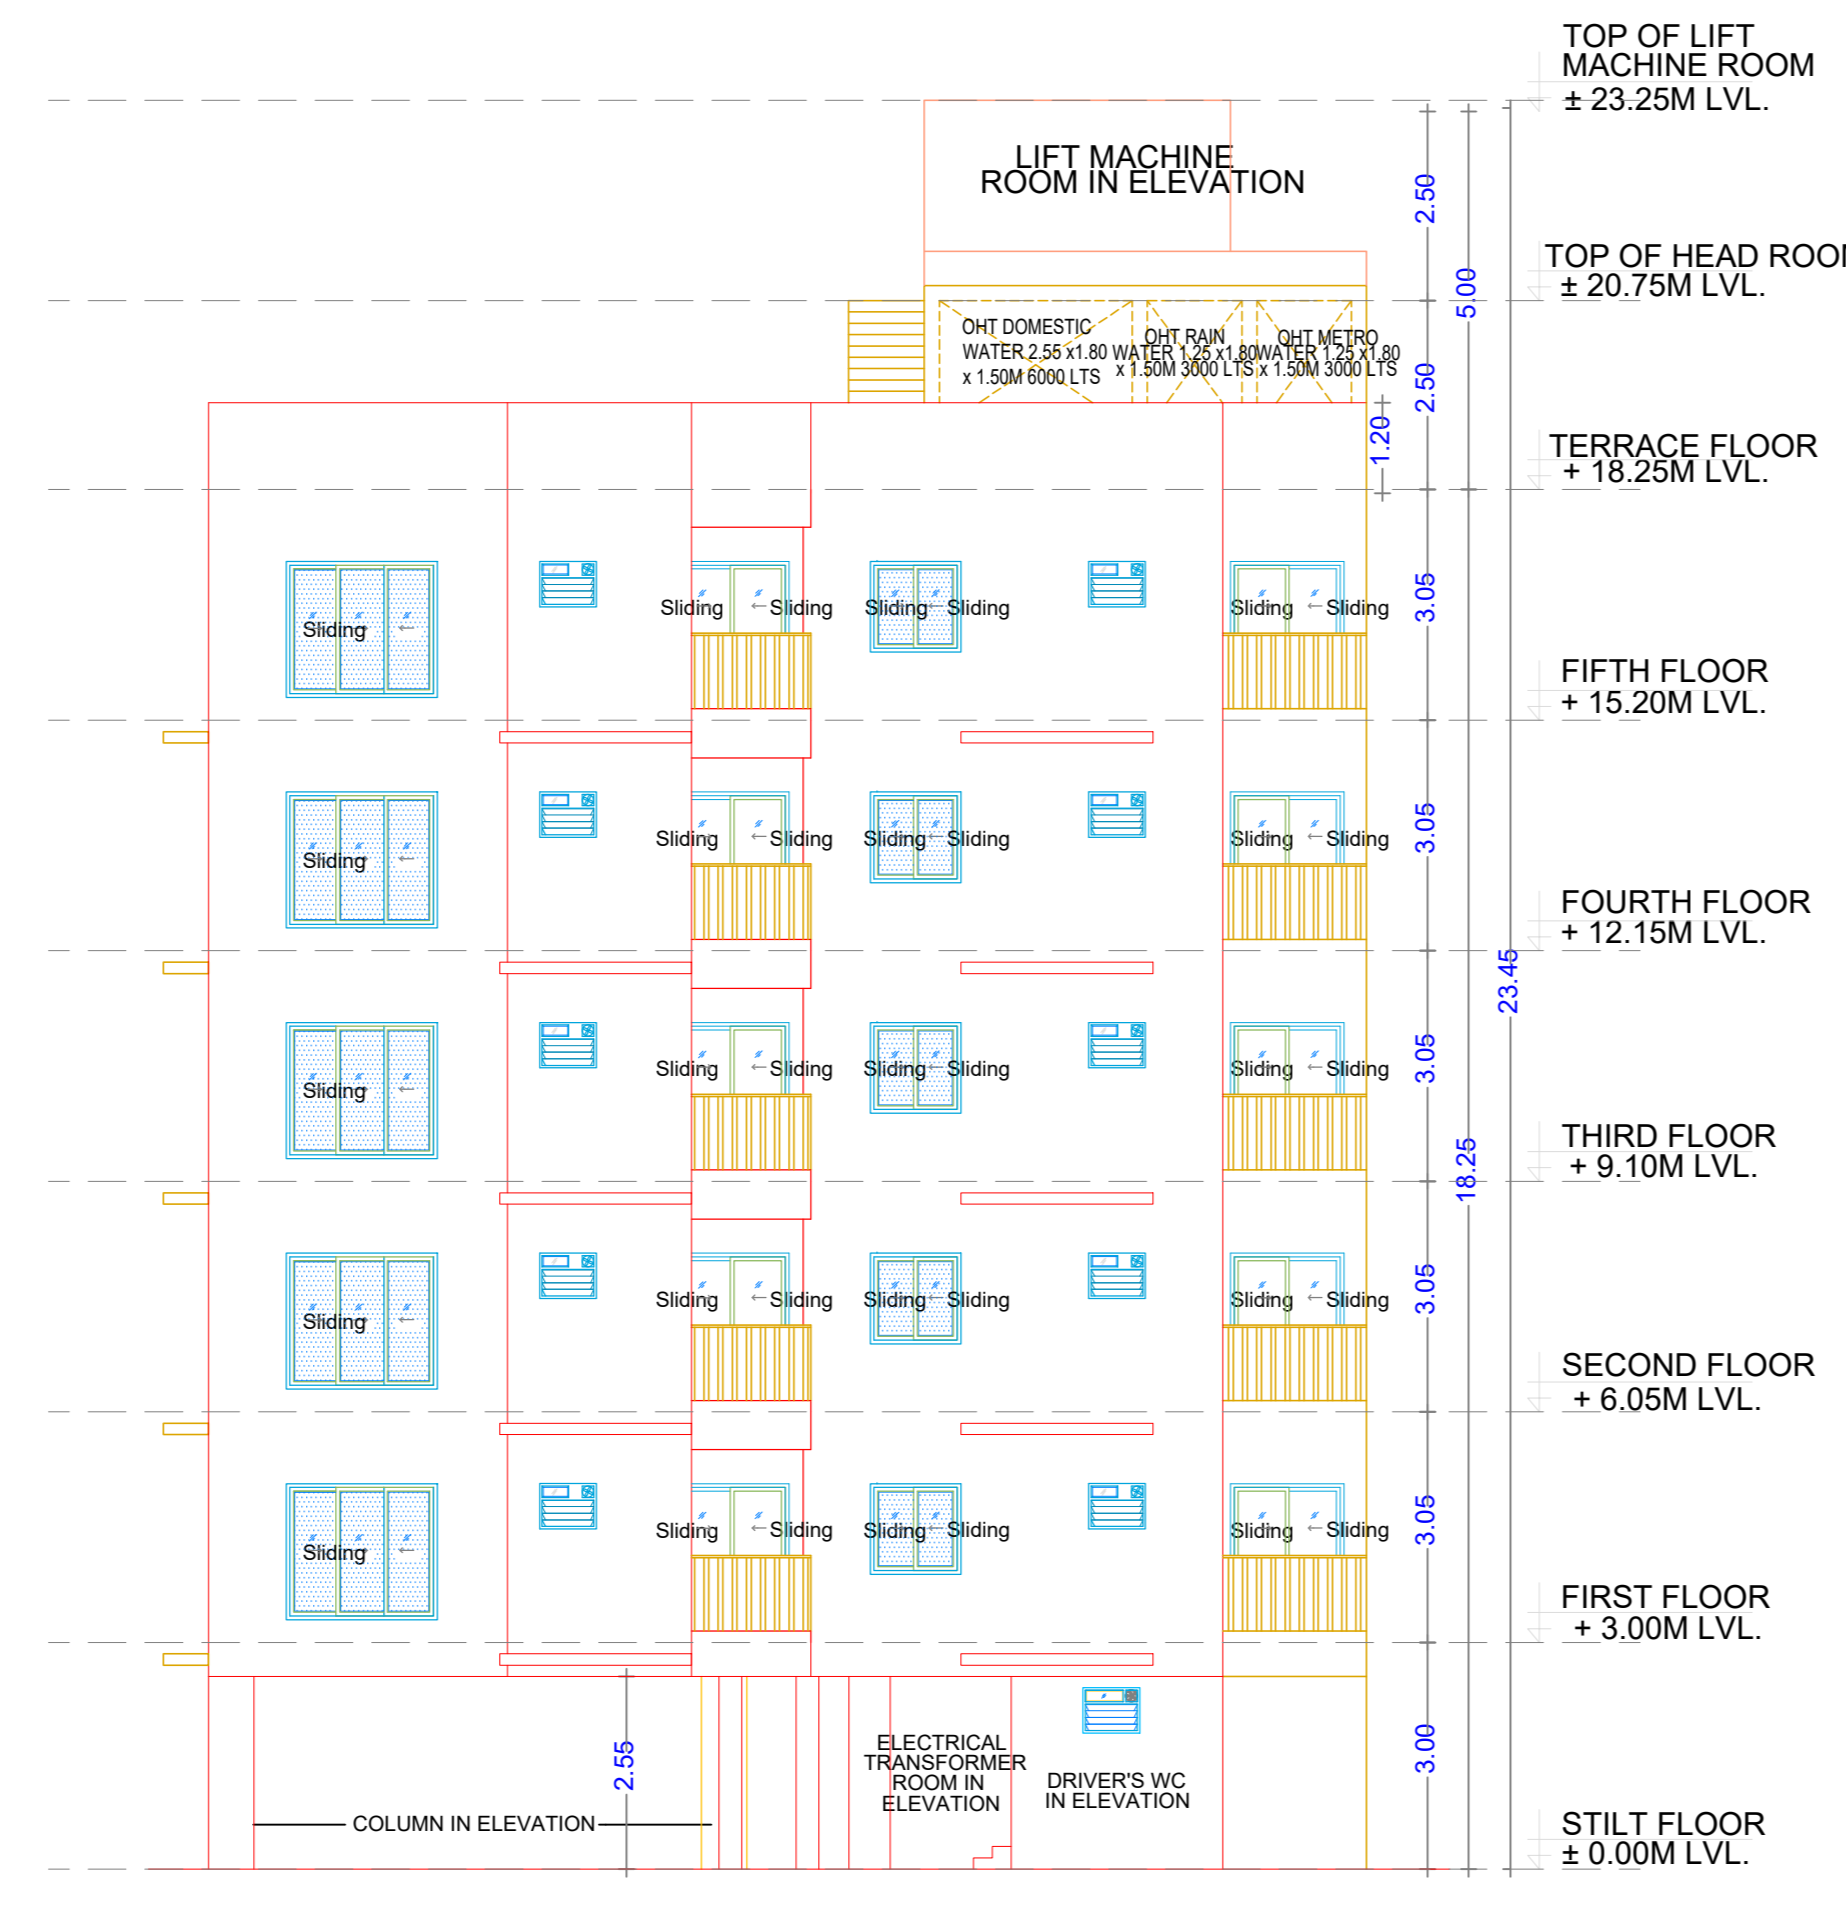 TOP OF LIFT
MACHINE ROOM
± 23.25M LVL.
LIFT MACHINE
ROOM IN ELEVATION
2.50
TOP OF HEAD ROOM
± 20.75M LVL.
5.00
OHT DOMESTIC
WATER 2.55 x1.80
x 1.50M 6000 LTS
OHT RAIN
WATER 1.25 x1.80
x 1.50M 3000 LTS
OHT METRO
WATER 1.25 x1.80
x 1.50M 3000 LTS
2.50
1.20
TERRACE FLOOR
+ 18.25M LVL.
Sliding
Sliding
Sliding
Sliding
Sliding
Sliding
Sliding
3.05
FIFTH FLOOR
+ 15.20M LVL.
Sliding
Sliding
Sliding
Sliding
Sliding
Sliding
Sliding
3.05
FOURTH FLOOR
+ 12.15M LVL.
23.45
Sliding
Sliding
Sliding
Sliding
Sliding
Sliding
Sliding
3.05
THIRD FLOOR
+ 9.10M LVL.
18.25
Sliding
Sliding
Sliding
Sliding
Sliding
Sliding
Sliding
3.05
SECOND FLOOR
+ 6.05M LVL.
Sliding
Sliding
Sliding
Sliding
Sliding
Sliding
Sliding
3.05
FIRST FLOOR
+ 3.00M LVL.
2.55
ELECTRICAL
TRANSFORMER
ROOM IN
ELEVATION
DRIVER'S WC
IN ELEVATION
3.00
COLUMN IN ELEVATION
STILT FLOOR
± 0.00M LVL.